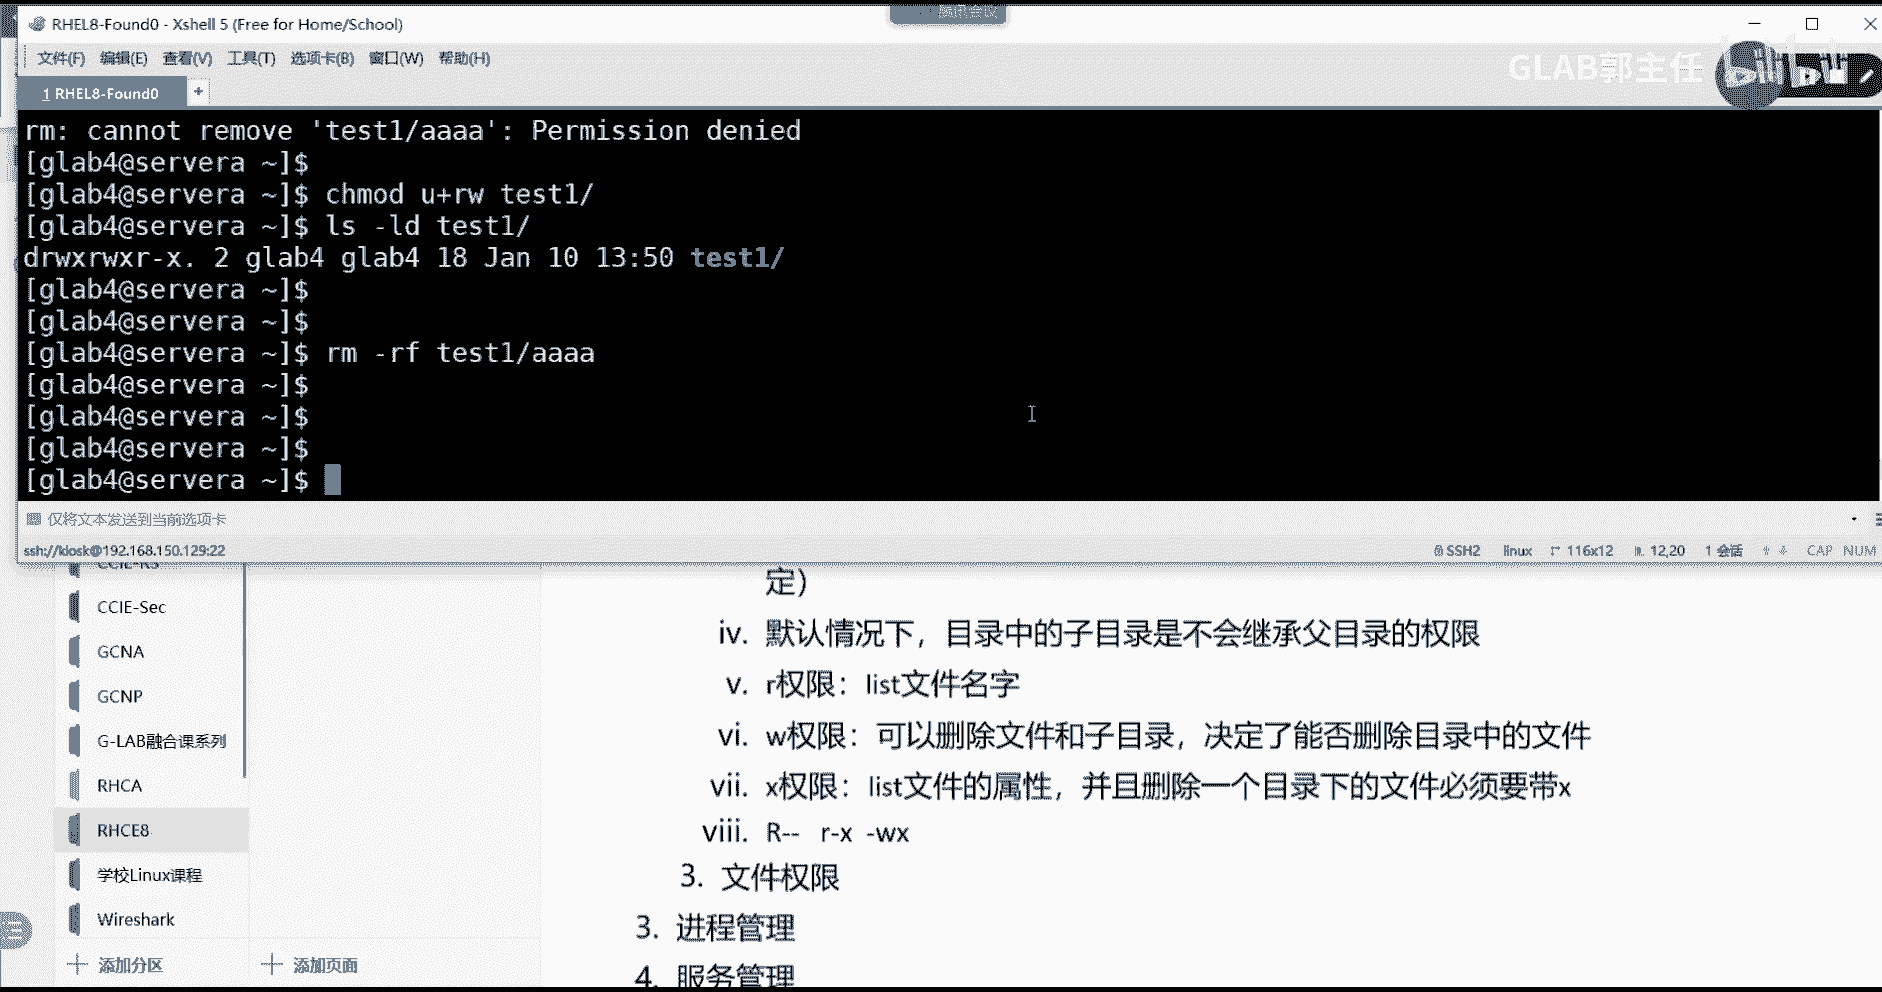 RHEL8-Found0 - Xshell 5 (Free for Home/School)
腾讯会议
文件(F) 编辑(E) 查看(V) 工具(T) 选项卡(B) 窗口(W) 帮助(H)
GLAB郭主任
bilibili
1 RHEL8-Found0 +
rm: cannot remove 'test1/aaaa': Permission denied
[glab4@servera ~]$
[glab4@servera ~]$ chmod u+rw test1/
[glab4@servera ~]$ ls -ld test1/
drwxrwxr-x. 2 glab4 glab4 18 Jan 10 13:50 test1/
[glab4@servera ~]$
[glab4@servera ~]$
[glab4@servera ~]$ rm -rf test1/aaaa
[glab4@servera ~]$
[glab4@servera ~]$
[glab4@servera ~]$
[glab4@servera ~]$
仅将文本发送到当前选项卡
ssh://kiosk@192.168.150.129:22 SSH2 linux 116x12 12,20 1 会话 CAP NUM
CCIE-RS
CCIE-Sec
GCNA
GCNP
G-LAB融合课系列
RHCA
RHCE8
学校Linux课程
Wireshark
添加分区
添加页面
定）
iv. 默认情况下，目录中的子目录是不会继承父目录的权限
v. r权限：list文件名字
vi. w权限：可以删除文件和子目录，决定了能否删除目录中的文件
vii. x权限：list文件的属性，并且删除一个目录下的文件必须要带x
viii. R-- r-x -wx
3. 文件权限
3. 进程管理
4. 服务管理